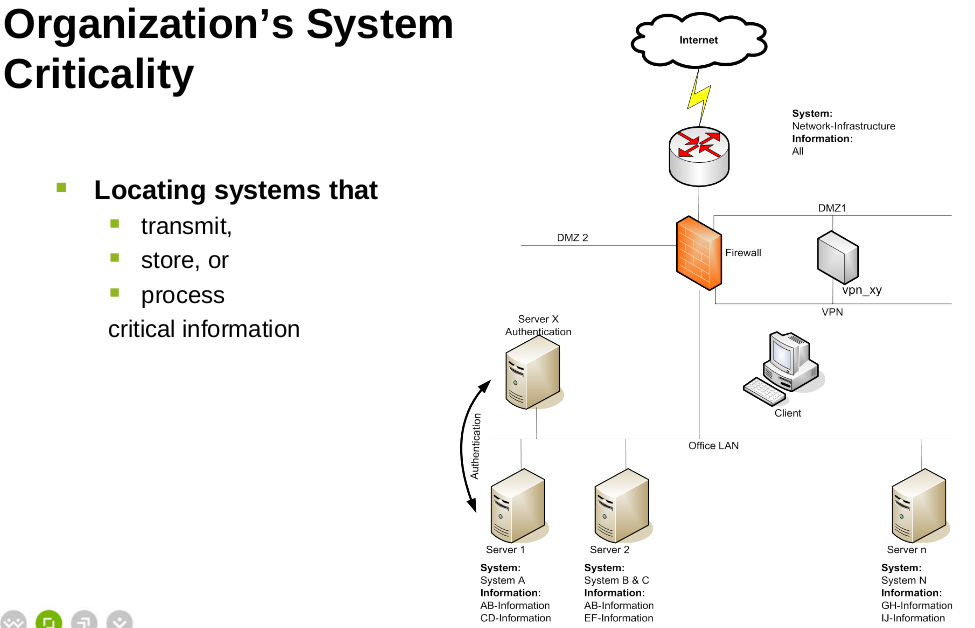 Organization’s System
Criticality
Locating systems that
transmit,
store, or
process
critical information
Internet
System:
Network-Infrastructure
Information:
All
DMZ1
DMZ 2
Firewall
vpn_xy
VPN
Server X
Authentication
Client
Authentication
Office LAN
Server 1
System:
System A
Information:
AB-Information
CD-Information
Server 2
System:
System B & C
Information:
AB-Information
EF-Information
Server n
System:
System N
Information:
GH-Information
IJ-Information